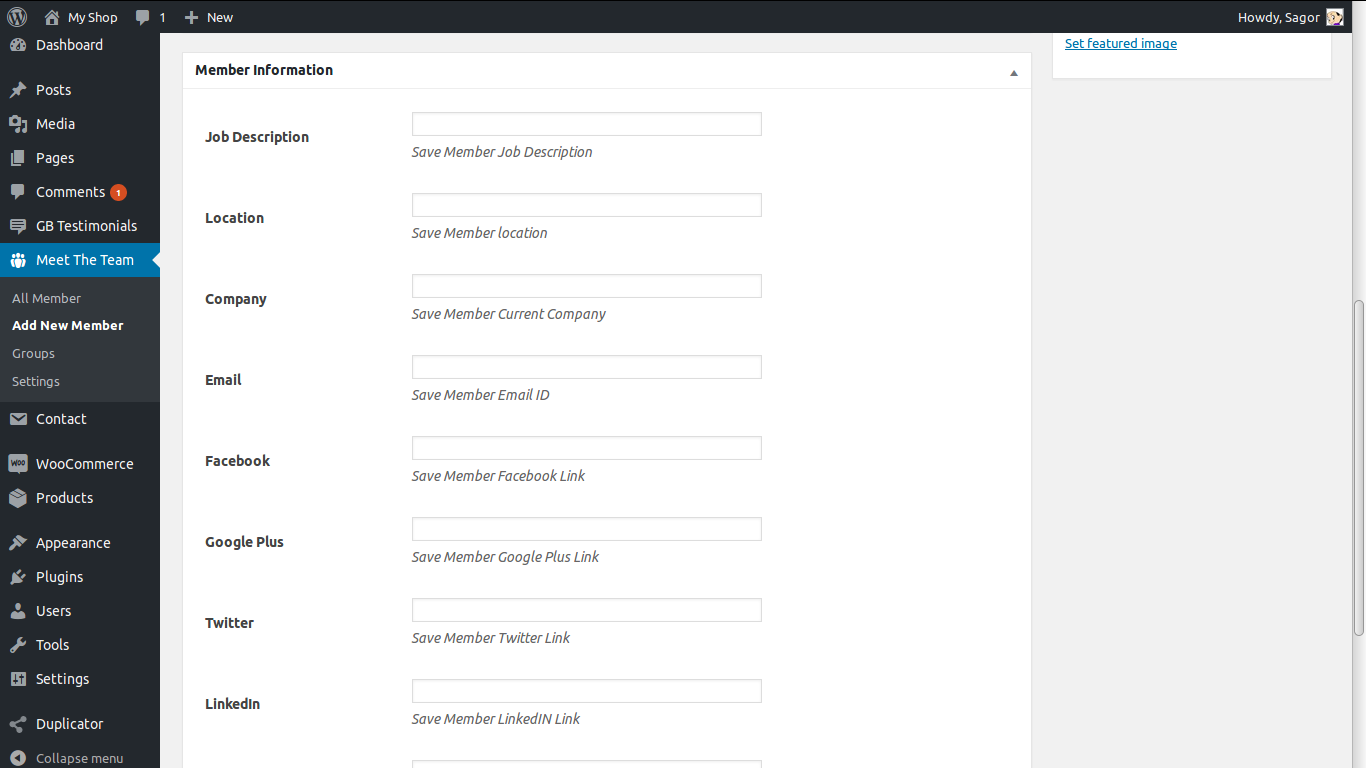 My Shop
1
New
Howdy, Sagor
Dashboard
Posts
Media
Pages
Comments 1
GB Testimonials
Meet The Team
All Member
Add New Member
Groups
Settings
Contact
WOO WooCommerce
Products
Appearance
Plugins
Users
Tools
Settings
Duplicator
Collapse menu
Member Information
Job Description
Save Member Job Description
Location
Save Member location
Company
Save Member Current Company
Email
Save Member Email ID
Facebook
Save Member Facebook Link
Google Plus
Save Member Google Plus Link
Twitter
Save Member Twitter Link
LinkedIn
Save Member LinkedIN Link
Set featured image